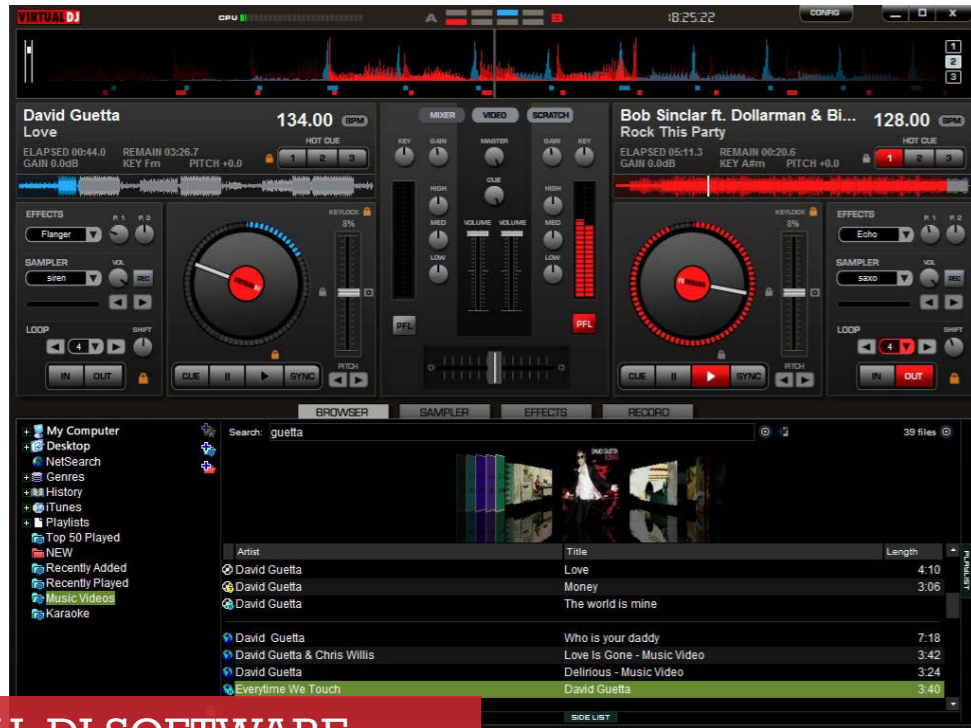 VIRTUAL DJ
CPU
A
B
18:25:22
CONFIG
X
1
2
3
David Guetta
Love
134.00 BPM
HOT CUE
ELAPSED 00:44.0 REMAIN 03:26.7
GAIN 0.0dB KEY Fm PITCH +0.0
1 2 3
MIXER VIDEO SCRATCH
KEY GAIN MASTER GAIN KEY
CUE
HIGH HIGH
MED VOLUME VOLUME MED
LOW LOW
PFL PFL
Bob Sinclar ft. Dollarman & Bi...
Rock This Party
128.00 BPM
HOT CUE
ELAPSED 05:11.3 REMAIN 00:20.6
GAIN 0.0dB KEY A#m PITCH +0.0
1 2 3
EFFECTS P. 1 P. 2
Flanger
SAMPLER VOL
siren REC
LOOP SHIFT
4
IN OUT
KEYLOCK
8%
CUE SYNC
PITCH
KEYLOCK
8%
CUE SYNC
PITCH
EFFECTS P. 1 P. 2
Echo
SAMPLER VOL
saxo REC
LOOP SHIFT
4
IN OUT
BROWSER SAMPLER EFFECTS RECORD
My Computer
Desktop
NetSearch
Genres
History
iTunes
Playlists
Top 50 Played
NEW
Recently Added
Recently Played
Music Videos
Karaoke
Search: guetta
39 files
Artist Title Length
David Guetta Love 4:10
David Guetta Money 3:06
David Guetta The world is mine
David Guetta Who is your daddy 7:18
David Guetta & Chris Willis Love Is Gone - Music Video 3:42
David Guetta Delirious - Music Video 3:24
Everytime We Touch David Guetta 3:40
PLAYLIST
SIDE LIST
DJ SOFTWARE